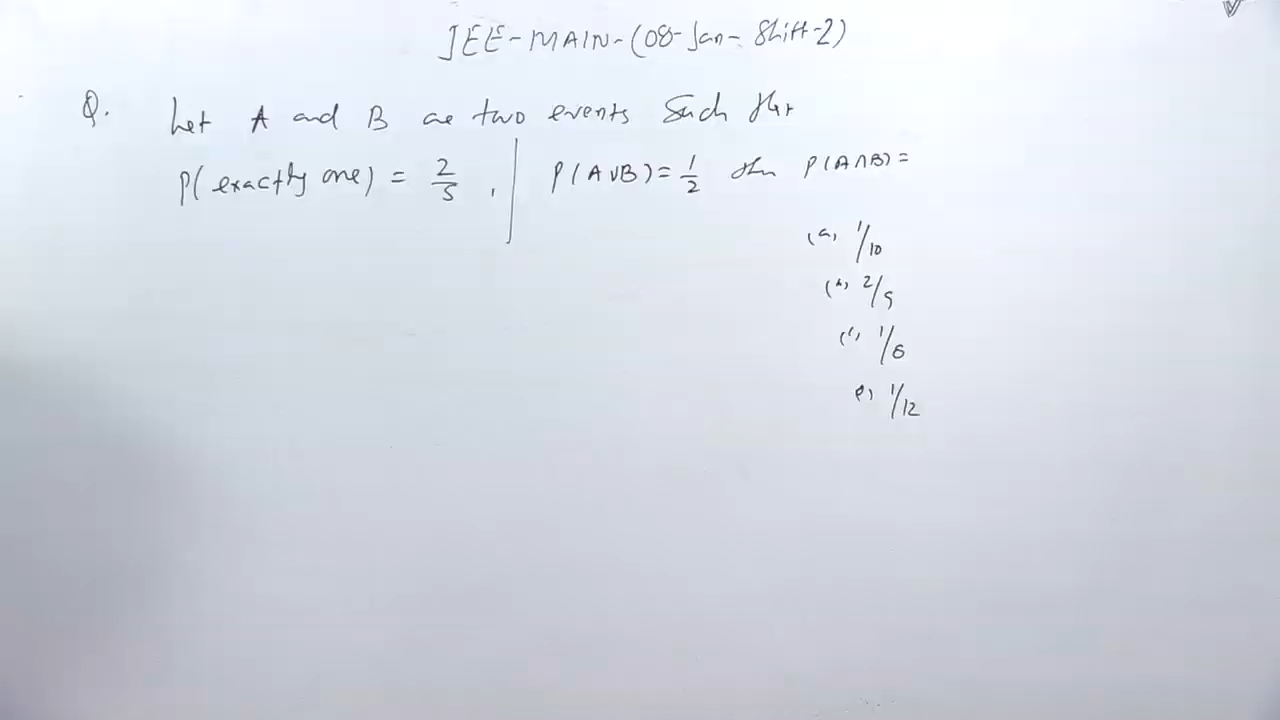 JEE-MAIN-(08-Jan-Shift-2)
Q. Let A and B are two events such that
P(exactly one) = 2/5 , | P(A∪B) = 1/2 then P(A∩B) =
(a) 1/10
(b) 2/9
(c) 1/8
(d) 1/12